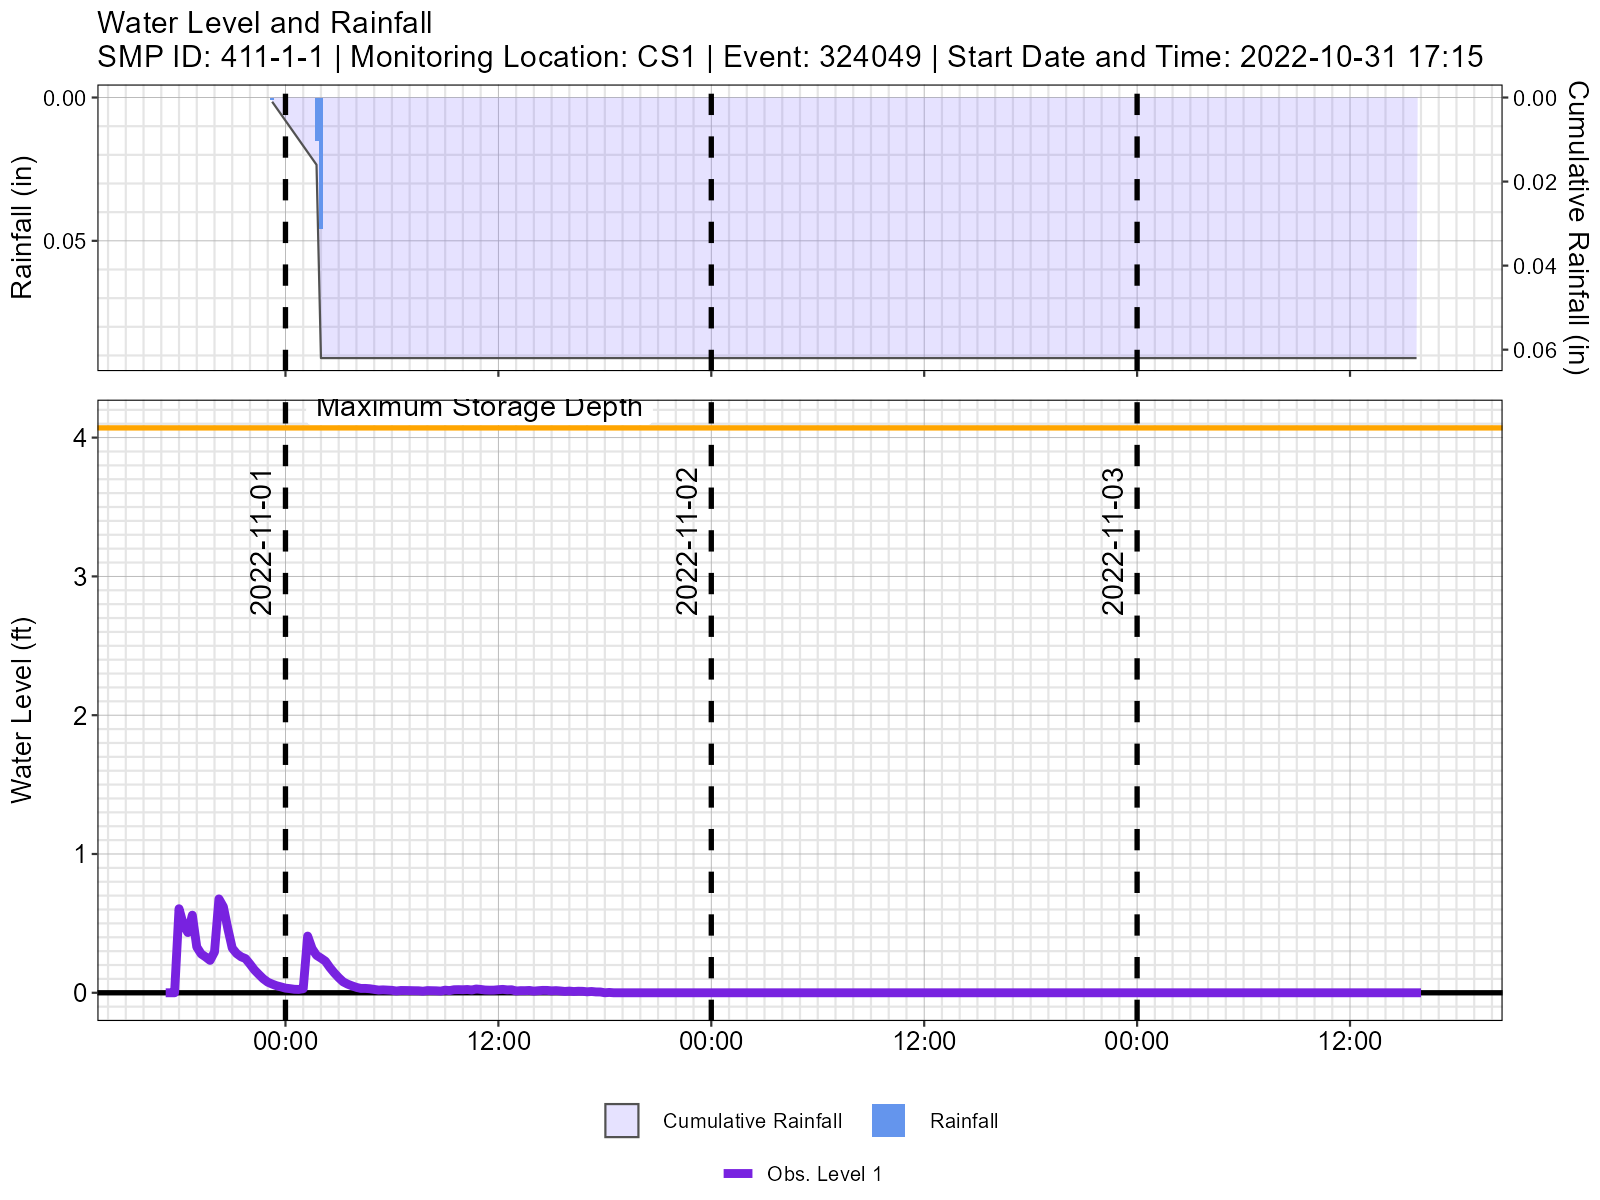 Water Level and Rainfall
SMP ID: 411-1-1 | Monitoring Location: CS1 | Event: 324049 | Start Date and Time: 2022-10-31 17:15
0.00
0.05
Rainfall (in)
0.00
0.02
0.04
0.06
Cumulative Rainfall (in)
Maximum Storage Depth
4
3
2
1
0
Water Level (ft)
2022-11-01
2022-11-02
2022-11-03
00:00 12:00 00:00 12:00 00:00 12:00
Cumulative Rainfall Rainfall
Obs. Level 1